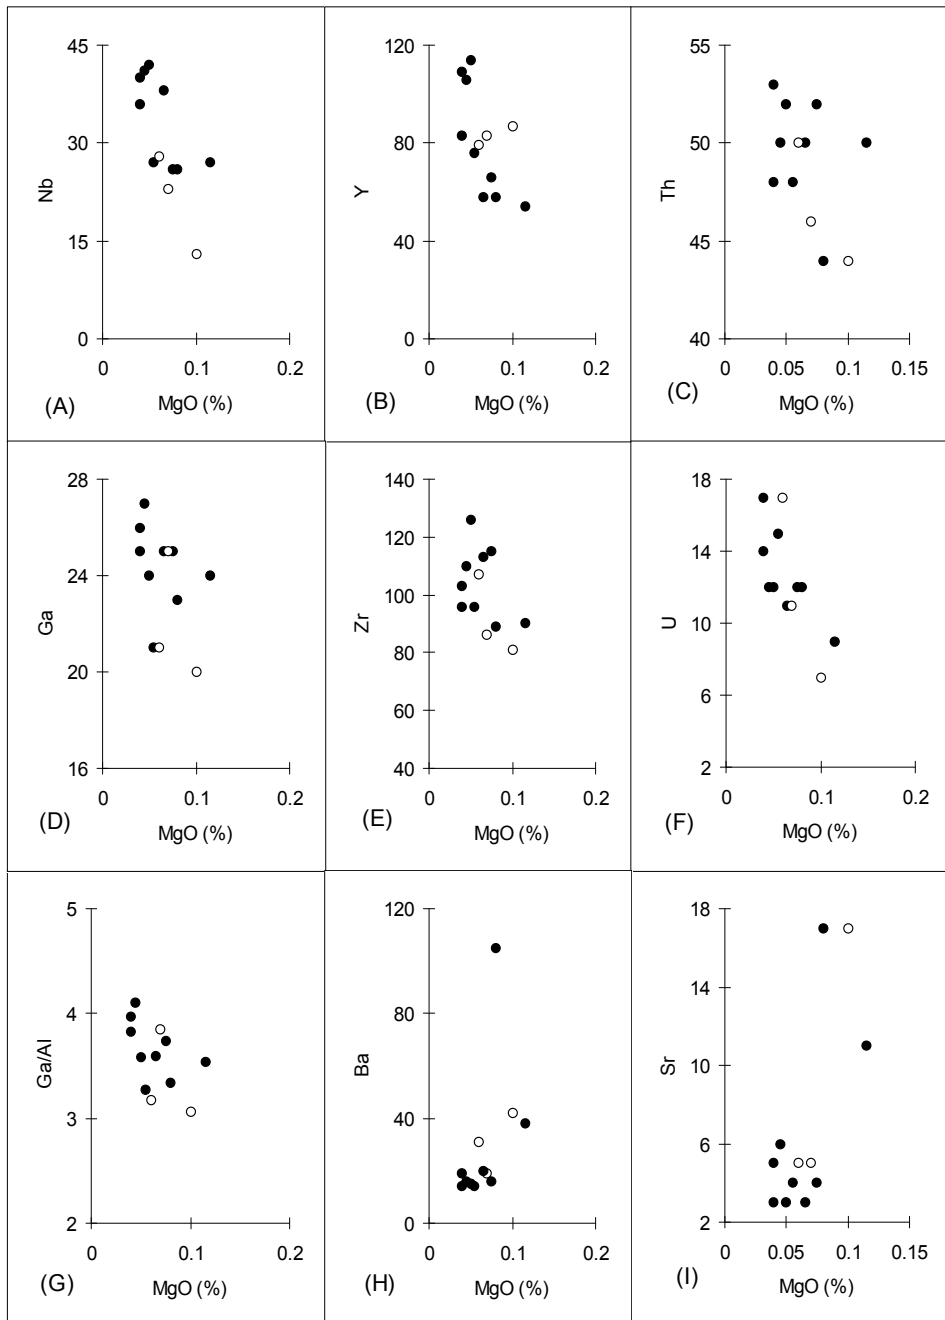 45
30
15
0
Nb
0 0.1 0.2
(A) MgO (%)
120
80
40
0
Y
0 0.1 0.2
(B) MgO (%)
55
50
45
40
Th
0 0.05 0.1 0.15
(C) MgO (%)
28
24
20
16
Ga
0 0.1 0.2
(D) MgO (%)
140
120
100
80
60
40
Zr
0 0.1 0.2
(E) MgO (%)
18
14
10
6
2
U
0 0.1 0.2
(F) MgO (%)
5
4
3
2
Ga/Al
0 0.1 0.2
(G) MgO (%)
120
80
40
0
Ba
0 0.1 0.2
(H) MgO (%)
18
14
10
6
2
Sr
0 0.05 0.1 0.15
(I) MgO (%)